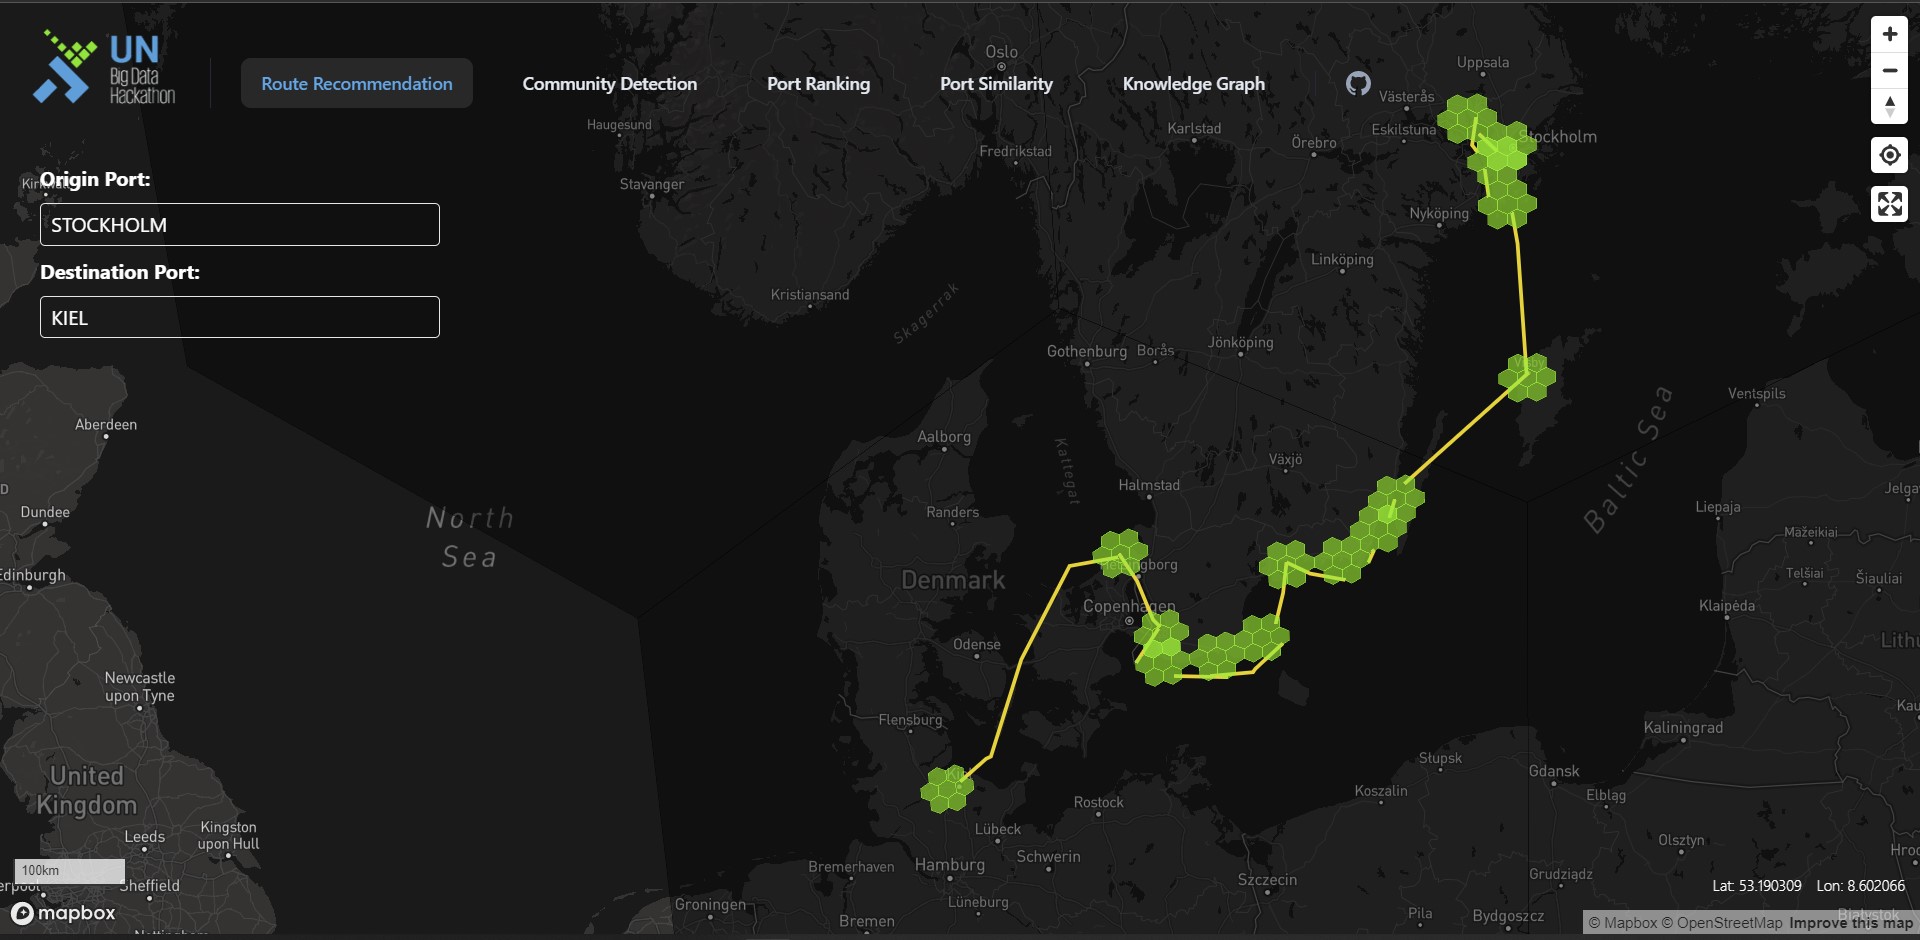 UN
Big Data
Hackathon
Route Recommendation
Community Detection
Port Ranking
Port Similarity
Knowledge Graph
Origin Port:
STOCKHOLM
Destination Port:
KIEL
Oslo
Uppsala
Västerås
Haugesund
Karlstad
Örebro
Eskilstuna
Stockholm
Fredrikstad
Stavanger
Nyköping
Linköping
Kristiansand
Skagerrak
Gothenburg
Borås
Jönköping
Visby
Ventspils
Aberdeen
Aalborg
Kattegat
Växjö
Baltic Sea
Halmstad
Jelga
Liepaja
Dundee
Randers
North
Sea
Mažeikiai
Edinburgh
Denmark
Helsingborg
Telšiai
Šiauliai
Copenhagen
Klaipėda
Odense
Lithu
Newcastle
upon Tyne
Kau
Flensburg
Kaliningrad
United
Kingdom
Słupsk
Gdansk
Koszalin
Elbląg
Rostock
Kingston
upon Hull
Leeds
Lübeck
Olsztyn
Hroc
Schwerin
Hamburg
Bremerhaven
100km
Sheffield
Szczecin
Grudziądz
Lat: 53.190309 Lon: 8.602066
Groningen
Lüneburg
mapbox
Bremen
Pila
Bydgoszcz
© Mapbox © OpenStreetMap Improve this map